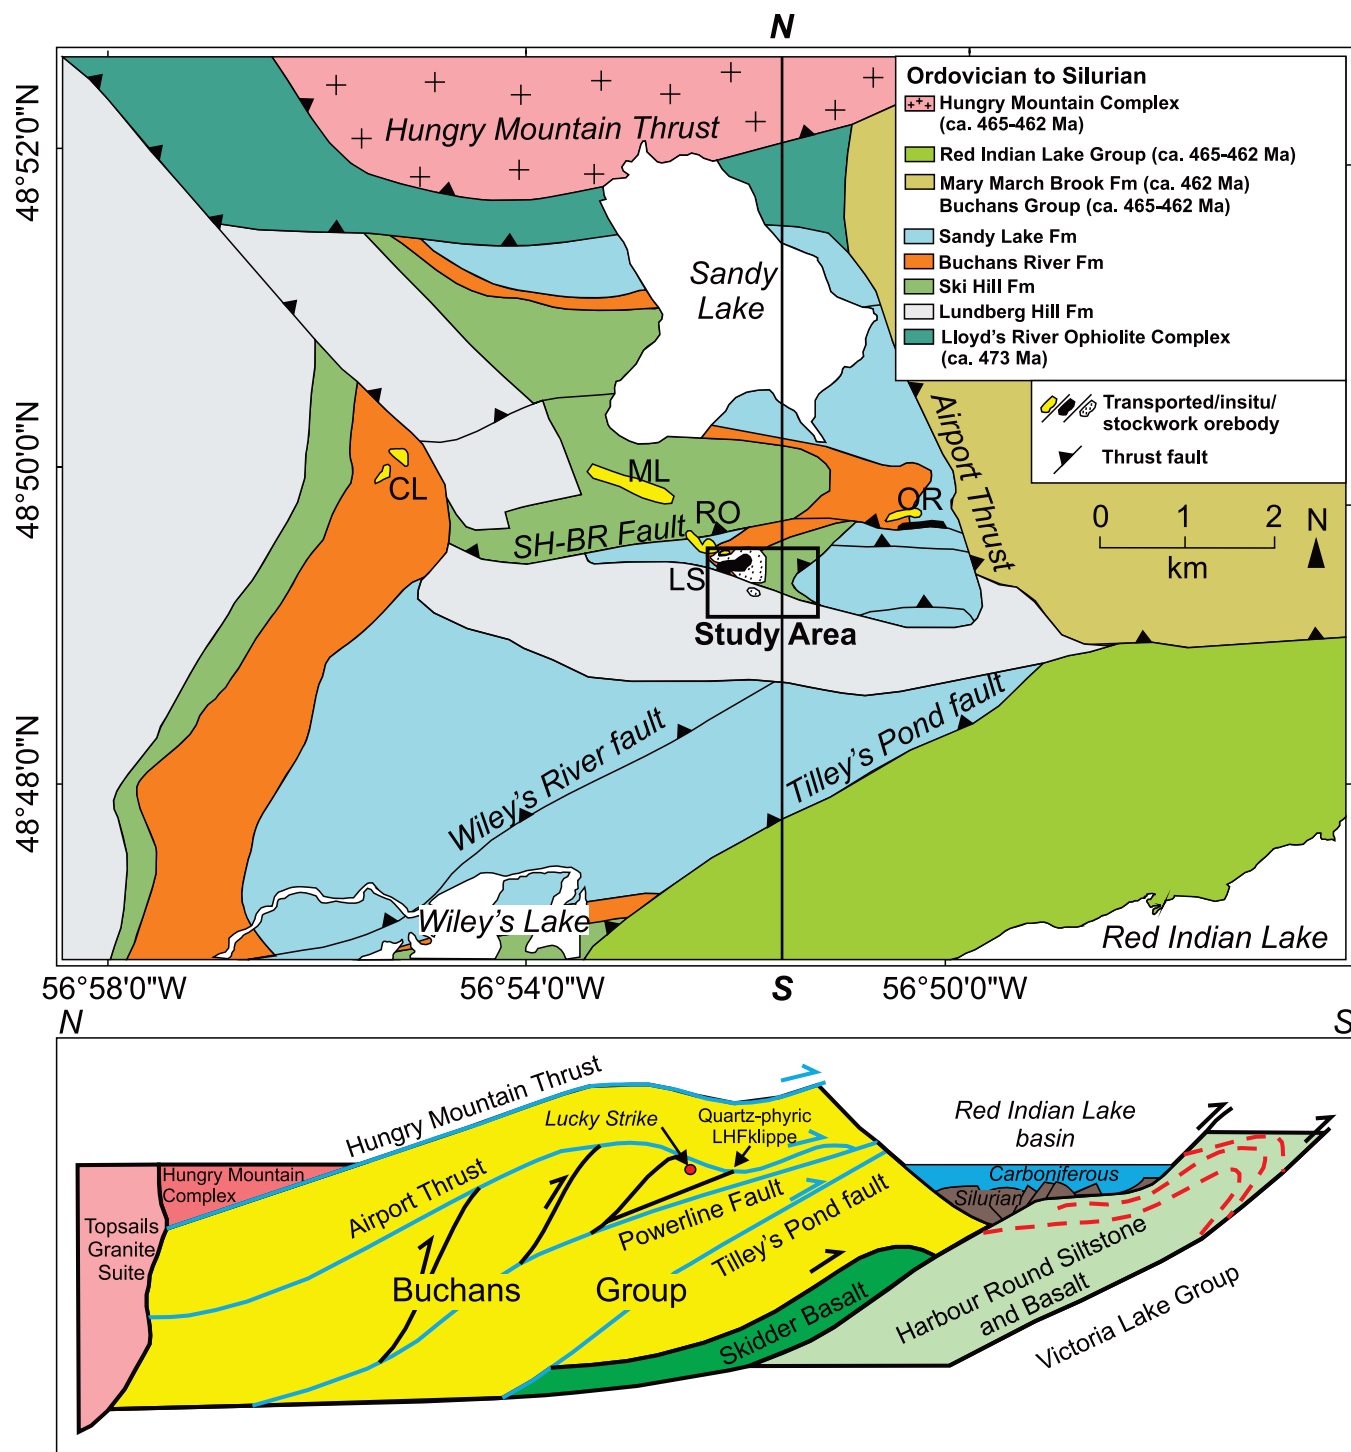 N
Ordovician to Silurian
Hungry Mountain Complex
(ca. 465-462 Ma)
Red Indian Lake Group (ca. 465-462 Ma)
Mary March Brook Fm (ca. 462 Ma)
Buchans Group (ca. 465-462 Ma)
Sandy Lake Fm
Buchans River Fm
Ski Hill Fm
Lundberg Hill Fm
Lloyd's River Ophiolite Complex
(ca. 473 Ma)
Transported/insitu/
stockwork orebody
Thrust fault
0 1 2
km
N
48°52'0"N
48°50'0"N
48°48'0"N
Hungry Mountain Thrust
Sandy
Lake
Airport Thrust
CL
ML
RO
OR
SH-BR Fault
LS
Study Area
Wiley's River fault
Tilley's Pond fault
Wiley's Lake
Red Indian Lake
56°58'0"W
56°54'0"W
S
56°50'0"W
N
S
Hungry Mountain Thrust
Lucky Strike
Quartz-phyric
LHFklippe
Red Indian Lake
basin
Hungry Mountain
Complex
Airport Thrust
Carboniferous
Silurian
Topsails
Granite
Suite
Powerline Fault
Tilley's Pond fault
Buchans Group
Skidder Basalt
Harbour Round Siltstone
and Basalt
Victoria Lake Group